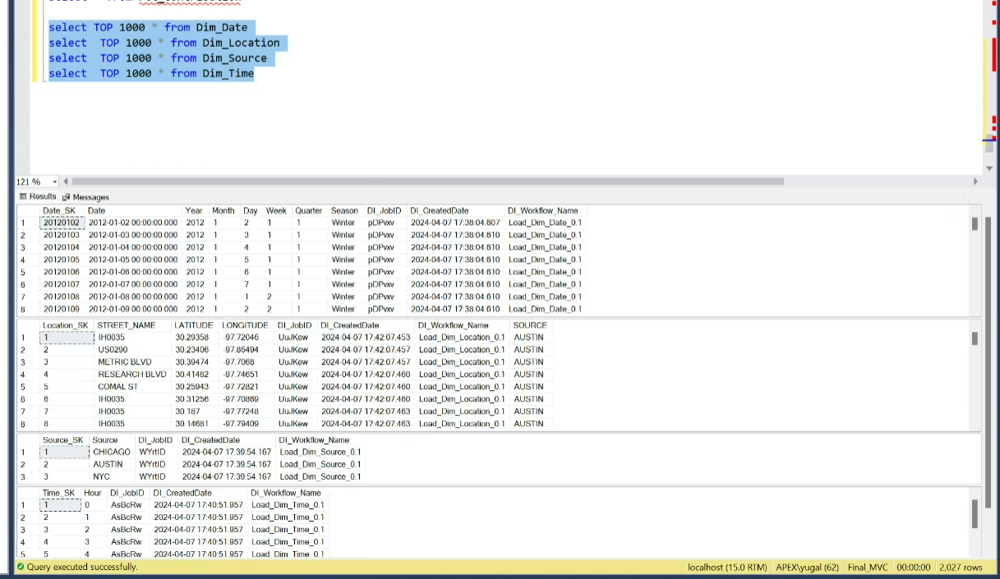 select TOP 1000 * from Dim_Date
select TOP 1000 * from Dim_Location
select TOP 1000 * from Dim_Source
select TOP 1000 * from Dim_Time
121 %
Results Messages
Date_SK Date Year Month Day Week Quarter Season DI_JobID DI_CreatedDate DI_Workflow_Name
1 20120102 2012-01-02 00:00:00.000 2012 1 2 1 1 Winter pDPvxv 2024-04-07 17:38:04.607 Load_Dim_Date_0.1
2 20120103 2012-01-03 00:00:00.000 2012 1 3 1 1 Winter pDPvxv 2024-04-07 17:38:04.610 Load_Dim_Date_0.1
3 20120104 2012-01-04 00:00:00.000 2012 1 4 1 1 Winter pDPvxv 2024-04-07 17:38:04.610 Load_Dim_Date_0.1
4 20120105 2012-01-05 00:00:00.000 2012 1 5 1 1 Winter pDPvxv 2024-04-07 17:38:04.610 Load_Dim_Date_0.1
5 20120106 2012-01-06 00:00:00.000 2012 1 6 1 1 Winter pDPvxv 2024-04-07 17:38:04.610 Load_Dim_Date_0.1
6 20120107 2012-01-07 00:00:00.000 2012 1 7 1 1 Winter pDPvxv 2024-04-07 17:38:04.610 Load_Dim_Date_0.1
7 20120108 2012-01-08 00:00:00.000 2012 1 1 2 1 Winter pDPvxv 2024-04-07 17:38:04.610 Load_Dim_Date_0.1
8 20120109 2012-01-09 00:00:00.000 2012 1 2 2 1 Winter pDPvxv 2024-04-07 17:38:04.610 Load_Dim_Date_0.1
Location_SK STREET_NAME LATITUDE LONGITUDE DI_JobID DI_CreatedDate DI_Workflow_Name SOURCE
1 1 IH0035 30.29358 -97.72046 UuJKew 2024-04-07 17:42:07.453 Load_Dim_Location_0.1 AUSTIN
2 2 US0290 30.23406 -97.86494 UuJKew 2024-04-07 17:42:07.457 Load_Dim_Location_0.1 AUSTIN
3 3 METRIC BLVD 30.39474 -97.7068 UuJKew 2024-04-07 17:42:07.457 Load_Dim_Location_0.1 AUSTIN
4 4 RESEARCH BLVD 30.41482 -97.74651 UuJKew 2024-04-07 17:42:07.460 Load_Dim_Location_0.1 AUSTIN
5 5 COMAL ST 30.25943 -97.72821 UuJKew 2024-04-07 17:42:07.460 Load_Dim_Location_0.1 AUSTIN
6 6 IH0035 30.31256 -97.70869 UuJKew 2024-04-07 17:42:07.460 Load_Dim_Location_0.1 AUSTIN
7 7 IH0035 30.187 -97.77248 UuJKew 2024-04-07 17:42:07.463 Load_Dim_Location_0.1 AUSTIN
8 8 IH0035 30.14681 -97.79409 UuJKew 2024-04-07 17:42:07.463 Load_Dim_Location_0.1 AUSTIN
Source_SK Source DI_JobID DI_CreatedDate DI_Workflow_Name
1 1 CHICAGO WYrtID 2024-04-07 17:39:54.167 Load_Dim_Source_0.1
2 2 AUSTIN WYrtID 2024-04-07 17:39:54.167 Load_Dim_Source_0.1
3 3 NYC WYrtID 2024-04-07 17:39:54.167 Load_Dim_Source_0.1
Time_SK Hour DI_JobID DI_CreatedDate DI_Workflow_Name
1 1 0 AsBcRw 2024-04-07 17:40:51.957 Load_Dim_Time_0.1
2 2 1 AsBcRw 2024-04-07 17:40:51.957 Load_Dim_Time_0.1
3 3 2 AsBcRw 2024-04-07 17:40:51.957 Load_Dim_Time_0.1
4 4 3 AsBcRw 2024-04-07 17:40:51.957 Load_Dim_Time_0.1
5 5 4 AsBcRw 2024-04-07 17:40:51.957 Load_Dim_Time_0.1
Query executed successfully. localhost (15.0 RTM) APEX\yugal (62) Final_MVC 00:00:00 2,027 rows